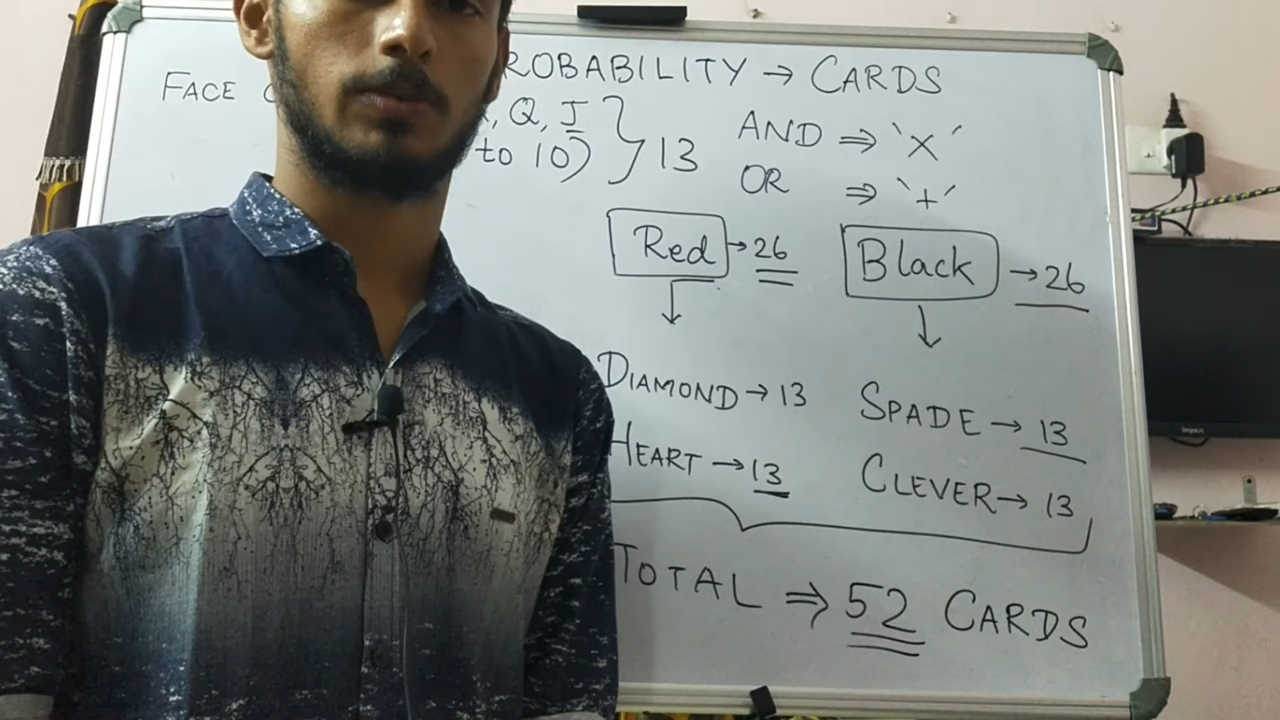 ROBABILITY → CARDS
FACE
, Q, J } 13
to 10)
AND ⇒ 'X'
OR ⇒ '+'
Red → 26
Black → 26
DIAMOND → 13
SPADE → 13
HEART → 13
CLEVER → 13
TOTAL ⇒ 52 CARDS
impex